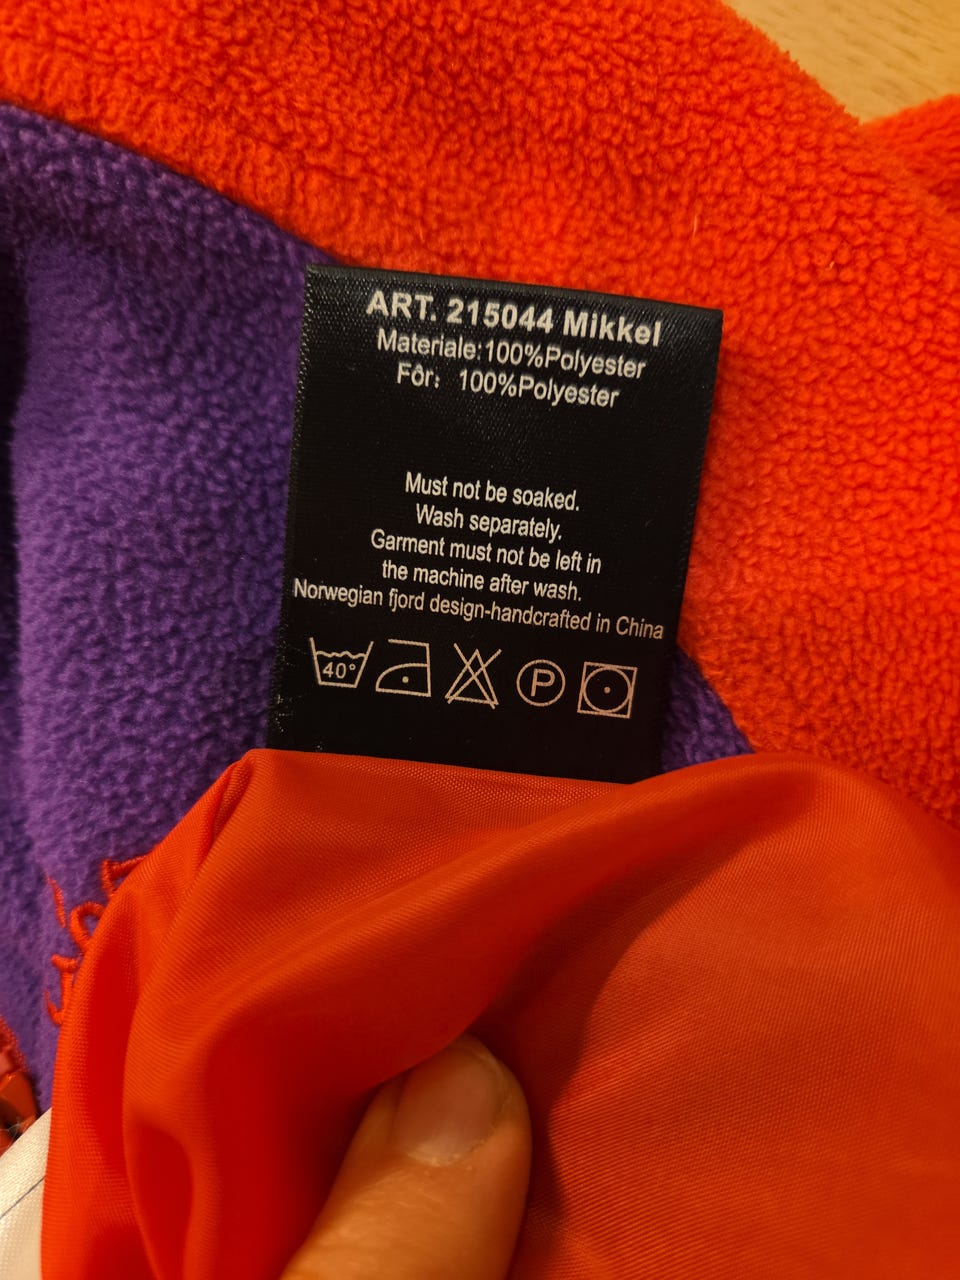 ART. 215044 Mikkel
Materiale:100%Polyester
Fôr: 100%Polyester
Must not be soaked.
Wash separately.
Garment must not be left in
the machine after wash.
Norwegian fjord design-handcrafted in China
40°
P